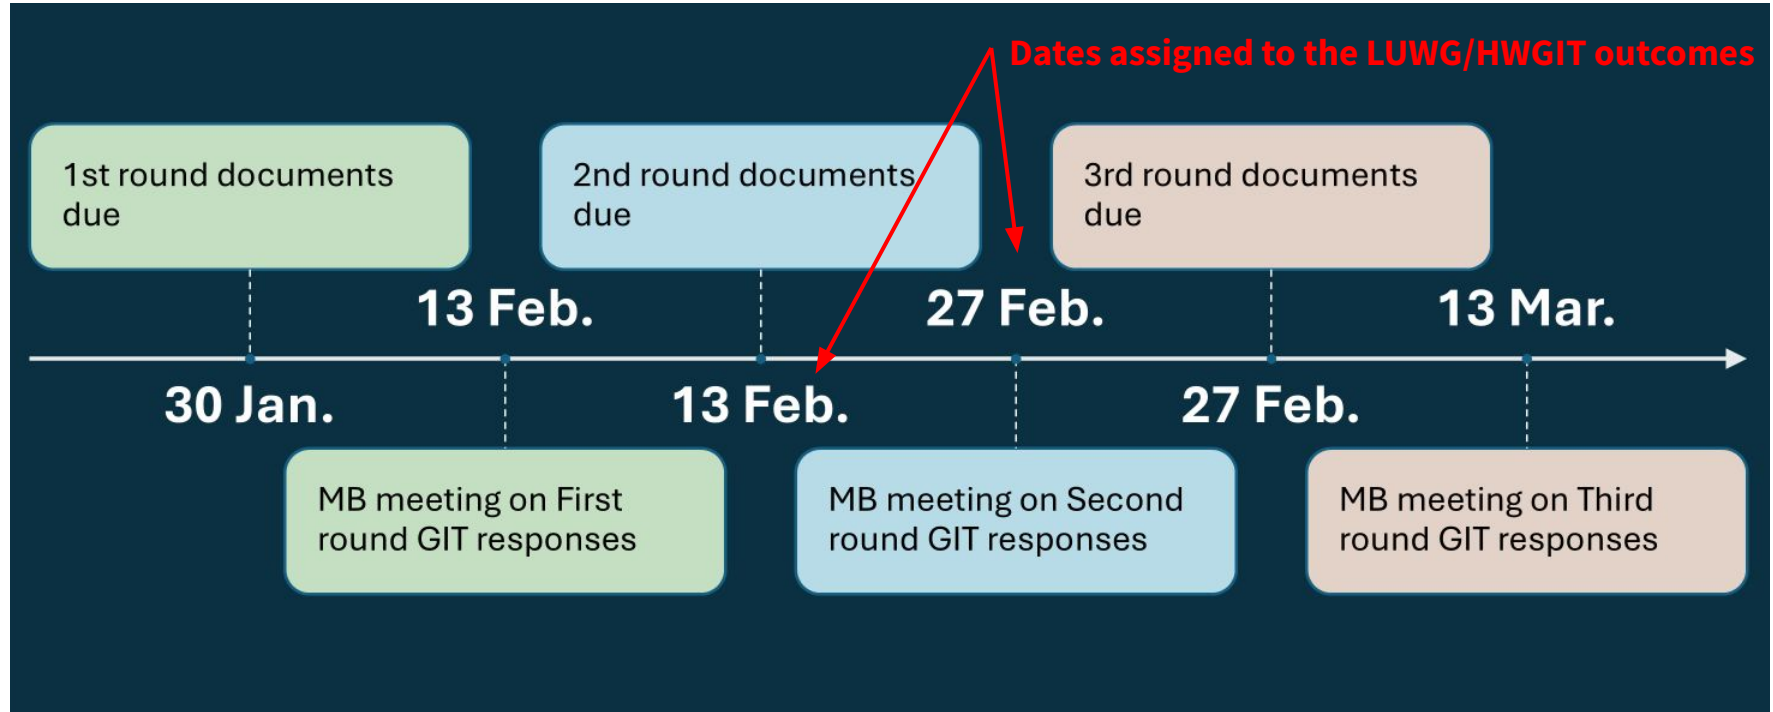 Dates assigned to the LUWG/HWGIT outcomes
1st round documents
due
2nd round documents
due
3rd round documents
due
13 Feb.
27 Feb.
13 Mar.
30 Jan.
13 Feb.
27 Feb.
MB meeting on First
round GIT responses
MB meeting on Second
round GIT responses
MB meeting on Third
round GIT responses